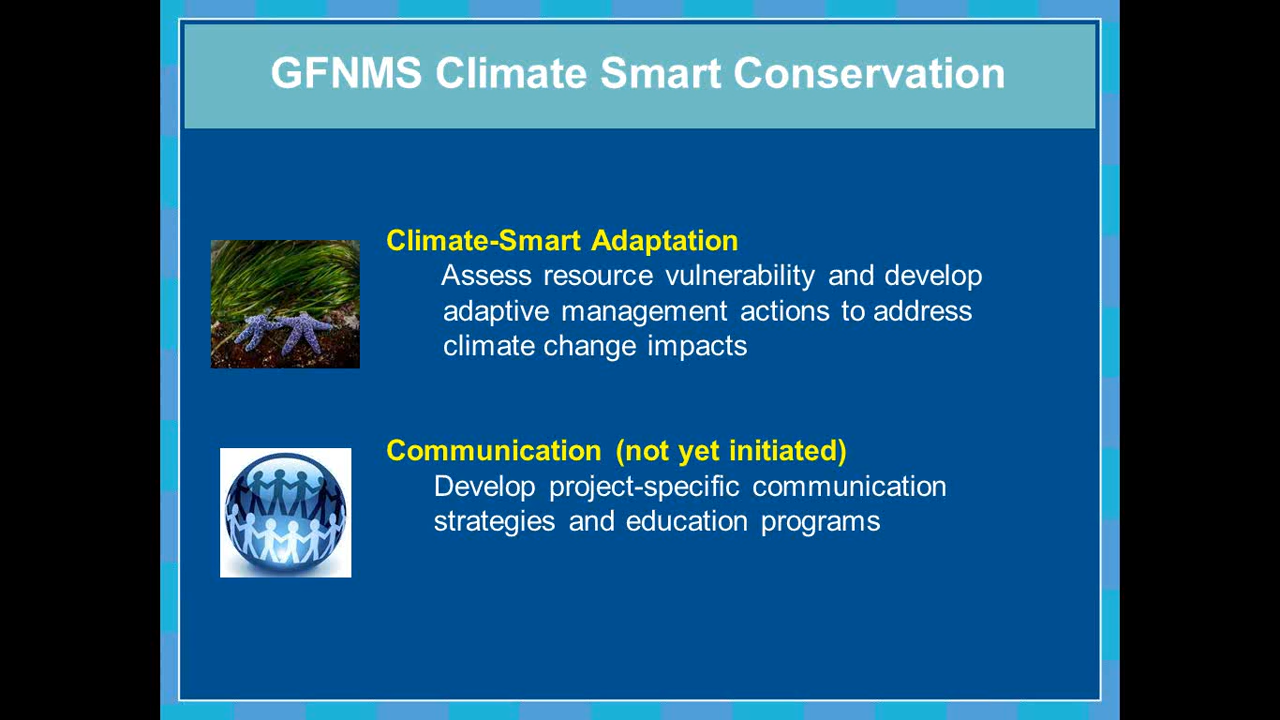 GFNMS Climate Smart Conservation
Climate-Smart Adaptation
Assess resource vulnerability and develop
adaptive management actions to address
climate change impacts
Communication (not yet initiated)
Develop project-specific communication
strategies and education programs